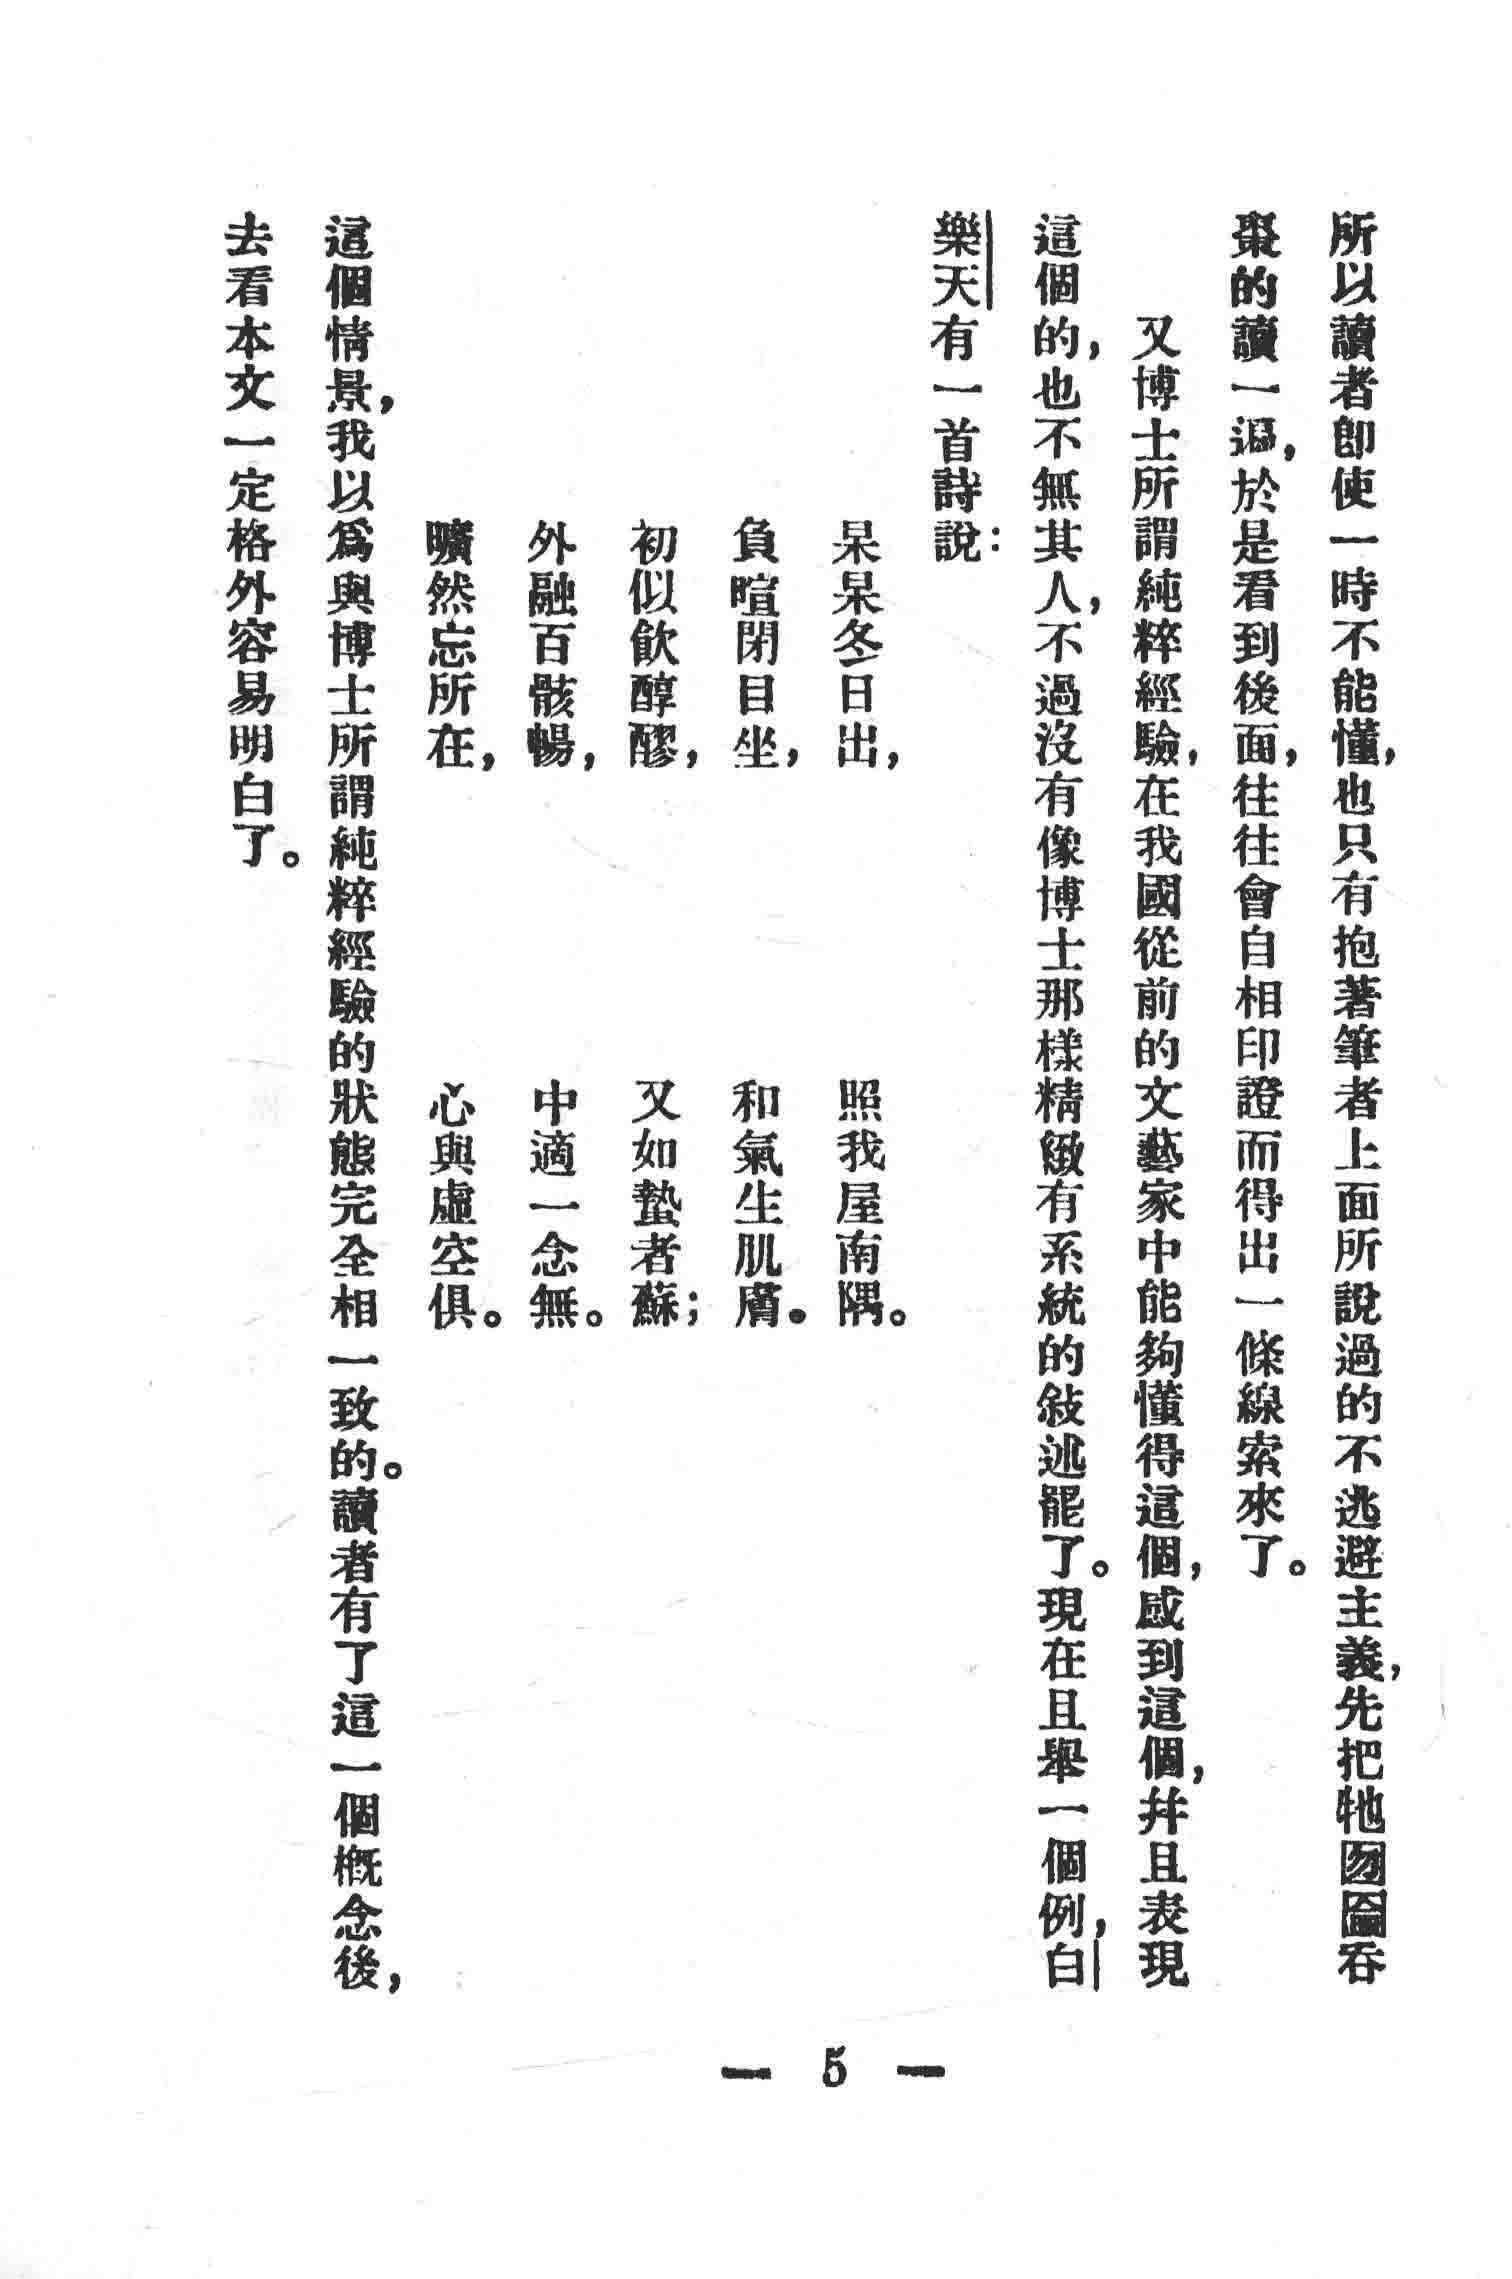 所以讀者卽使一時不能懂，也只有抱著筆者上面所說過的不逃避主義，先把牠囫圇吞
棗的讀一遍，於是看到後面，往往會自相印證而得出一條線索來了。
又博士所謂純粹經驗，在我國從前的文藝家中能夠懂得這個，感到這個，幷且表現
這個的，也不無其人，不過沒有像博士那樣精緻有系統的敍述罷了。現在且舉一個例，白
樂天有一首詩說：
杲杲冬日出，　照我屋南隅。
負暄閉目坐，　和氣生肌膚。
初似飲醇醪，　又如蟄者蘇；
外融百骸暢，　中適一念無。
曠然忘所在，　心與虛空俱。
這個情景，我以爲與博士所謂純粹經驗的狀態完全相一致的。讀者有了這一個概念後，
去看本文一定格外容易明白了。
— 5 —